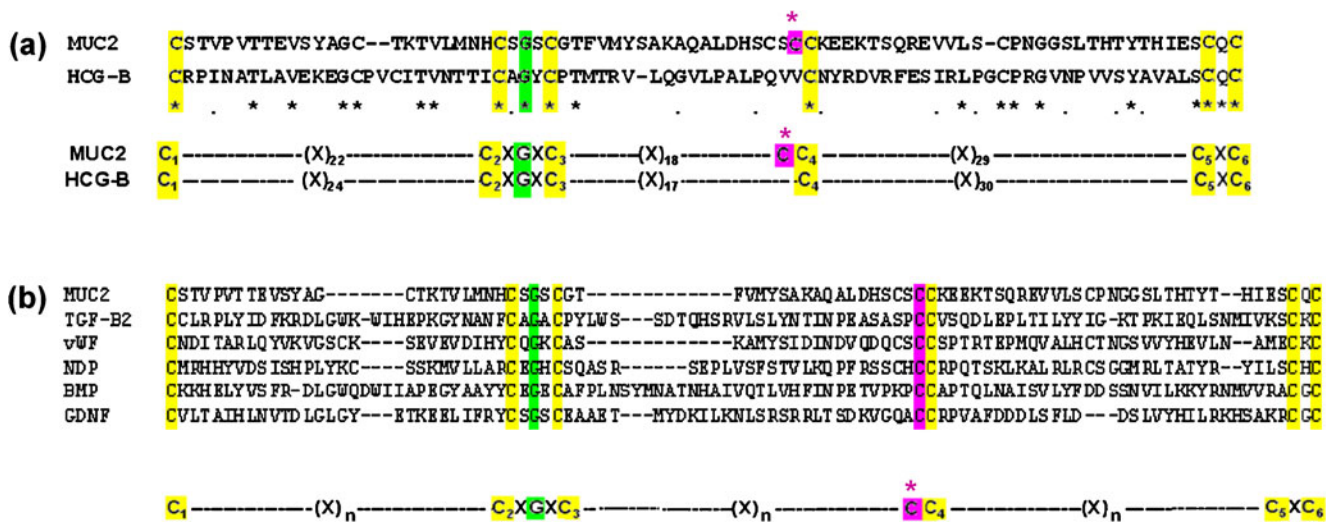 *
(a) MUC2 CSTVPVTTEVSYAGC--TKTVLMNHCSGSCGTFVMYSAKAQALDHSCSCCKEEKTSQREVVLS-CPNGGSLTHTYTHIESCQC
HCG-B CRPINATLAVEKEGCPVCITVNTTICAGYCPTMTRV-LQGVLPALPQVVCNYRDVRFESIRLPGCPRGVNPVVSYAVALSCQC
* . * * ** ** * . * * * . . . . * . * ** * . * . ****
*
MUC2 C1 (X)22 C2XGXC3 (X)18 C C4 (X)29 C5XC6
HCG-B C1 (X)24 C2XGXC3 (X)17 C4 (X)30 C5XC6
(b) MUC2 CSTVPVTTEVSYAG-------CTKTVLMNHCSGSCGT-------------FVMYSAKAQALDHSCSCCKEEKTSQREVVLSCPNGGSLTHTYT--HIESCQC
TGF-B2 CCLRPLYIDFKRDLGWK-WIHEPKGYNANFCAGACPYLWS---SDTQHSRVLSLYNTINPEASASPCCVSQDLEPLTILYYIG-KTPKIEQLSNMIVKSCKC
vWF CNDITARLQYVKVGSCK----SEVEVDIHYCQGKCAS-------------KAMYSIDINDVQDQCSCCSPTRTEPMQVALHCTNGSVVYHEVLN-AMECKC
NDP CMRHHYVDSISHPLYKC----SSKMVLLARCEGHCSQASR-------SEPLVSFSTVLKQPFRSSCHCCRPQTSKLKALRLRCSGGMRLTATYR--YILSCHC
BMP CKKHELYVSFR-DLGWQDWIIAPEGYAAYYCEGECAFPLNSYMNATNHAIVQTLVHFINPETVPKPCCAPTQLNAISVLYFDDSSNVILKKYRNMVVRACGC
GDNF CVLTAIHLNVTDLGLGY---ETKEELIFRYCSGSCEAAET---MYDKILKNLSRSRRLTSDKVGQACCRPVAFDDDLSFLD---DSLVYHILRKHSAKRCGC
*
C1 (X)n C2XGXC3 (X)n C C4 (X)n C5XC6